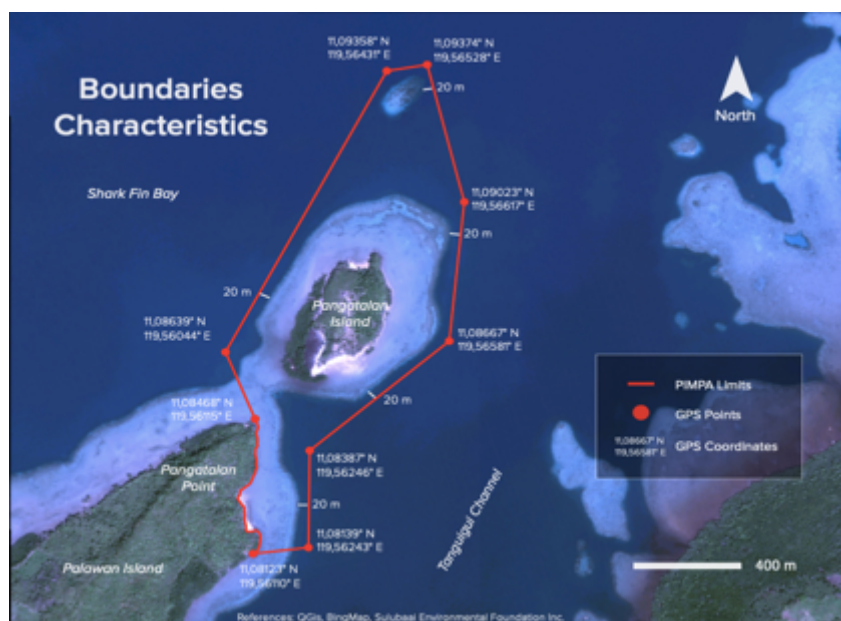 Boundaries
Characteristics
11,09358° N
119,56431° E
11,09374° N
119,56528° E
20 m
North
Shark Fin Bay
11,09023° N
119,56617° E
20 m
20 m
Pangatalan
Island
11,08639° N
119,56044° E
11,08667° N
119,56581° E
PIMPA Limits
20 m
11,08468° N
119,56115° E
GPS Points
11,08667° N
119,56581° E
GPS Coordinates
11,08387° N
119,56246° E
Pangatalan
Point
20 m
Tanguigui Channel
11,08139° N
119,56243° E
Palawan Island
11,08123° N
119,56110° E
400 m
References: QGis, BingMap, Sulubaai Environmental Foundation Inc.